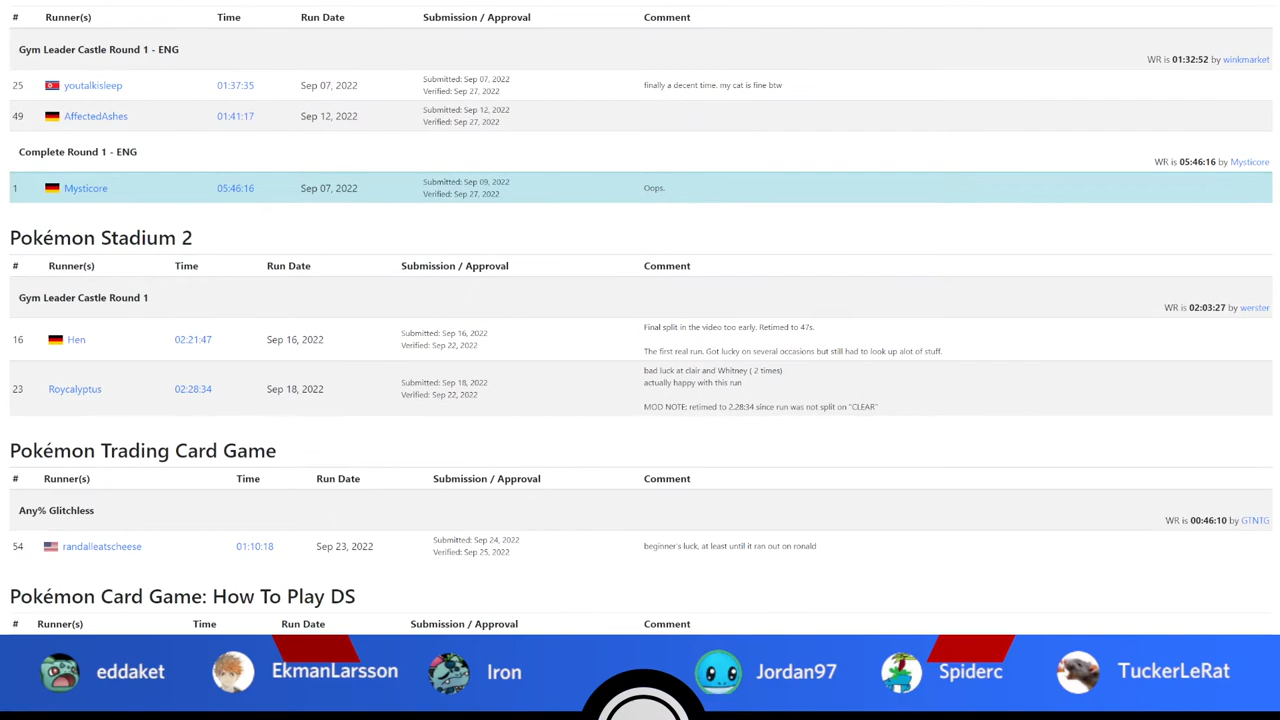 # Runner(s) Time Run Date Submission / Approval Comment
Gym Leader Castle Round 1 - ENG
WR is 01:32:52 by winkmarket
25 youtalkisleep 01:37:35 Sep 07, 2022 Submitted: Sep 07, 2022 finally a decent time. my cat is fine btw
Verified: Sep 27, 2022
49 AffectedAshes 01:41:17 Sep 12, 2022 Submitted: Sep 12, 2022
Verified: Sep 27, 2022
Complete Round 1 - ENG
WR is 05:46:16 by Mysticore
1 Mysticore 05:46:16 Sep 07, 2022 Submitted: Sep 09, 2022 Oops.
Verified: Sep 27, 2022
Pokémon Stadium 2
# Runner(s) Time Run Date Submission / Approval Comment
Gym Leader Castle Round 1
WR is 02:03:27 by werster
16 Hen 02:21:47 Sep 16, 2022 Submitted: Sep 16, 2022 Final split in the video too early. Retimed to 47s.
Verified: Sep 22, 2022
The first real run. Got lucky on several occasions but still had to look up alot of stuff.
23 Roycalyptus 02:28:34 Sep 18, 2022 Submitted: Sep 18, 2022 bad luck at clair and Whitney ( 2 times)
Verified: Sep 22, 2022 actually happy with this run
MOD NOTE: retimed to 2.28:34 since run was not split on "CLEAR"
Pokémon Trading Card Game
# Runner(s) Time Run Date Submission / Approval Comment
Any% Glitchless
WR is 00:46:10 by GTNTG
54 randalleatscheese 01:10:18 Sep 23, 2022 Submitted: Sep 24, 2022 beginner's luck, at least until it ran out on ronald
Verified: Sep 25, 2022
Pokémon Card Game: How To Play DS
# Runner(s) Time Run Date Submission / Approval Comment
eddaket EkmanLarsson Iron Jordan97 Spiderc TuckerLeRat